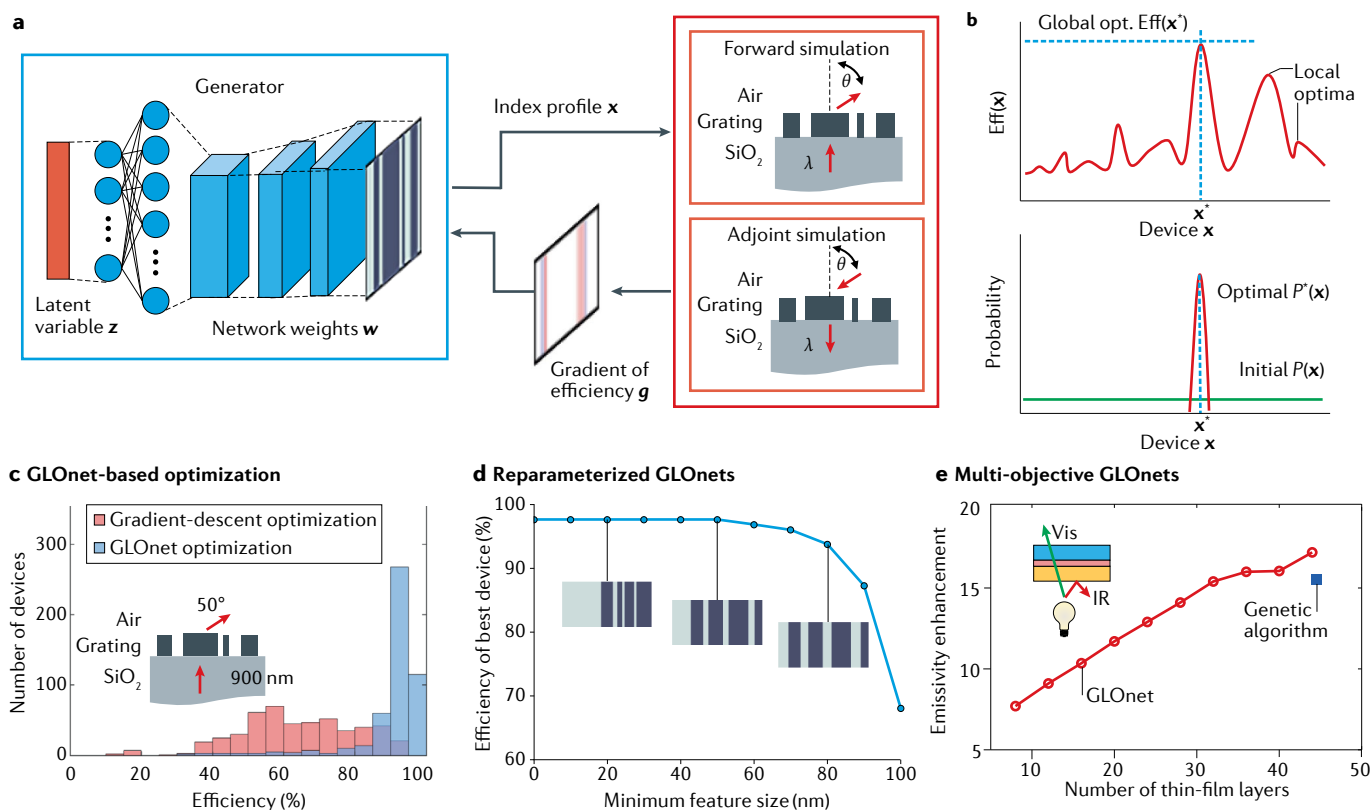 a
Generator
Latent
variable z
Network weights w
Index profile x
Gradient of
efficiency g
Forward simulation
θ
Air
Grating
SiO₂
λ
Adjoint simulation
θ
Air
Grating
SiO₂
λ
b
Global opt. Eff(x*)
Local
optima
Eff(x)
x*
Device x
Optimal P*(x)
Initial P(x)
Probability
x*
Device x
c GLOnet-based optimization
Gradient-descent optimization
GLOnet optimization
Number of devices
300
200
100
0
Air
Grating
SiO₂
50°
900 nm
0 20 40 60 80 100
Efficiency (%)
d Reparameterized GLOnets
Efficiency of best device (%)
100
90
80
70
60
0 20 40 60 80 100
Minimum feature size (nm)
e Multi-objective GLOnets
Emissivity enhancement
20
15
10
5
Vis
IR
GLOnet
Genetic
algorithm
10 20 30 40 50
Number of thin-film layers